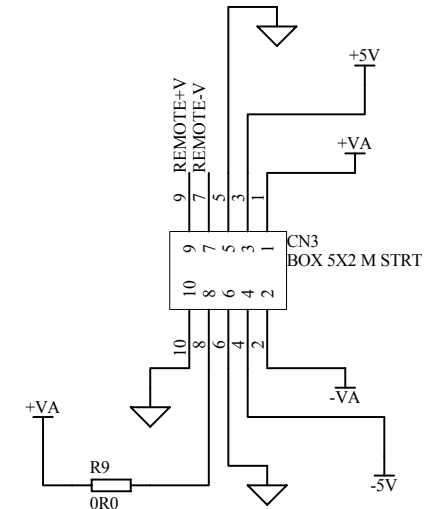 +5V
REMOTE+V
REMOTE-V
+VA
9 7 5 3 1
9 7 5 3 1
CN3
BOX 5X2 M STRT
10 8 6 4 2
10 8 6 4 2
-VA
+VA
-5V
R9
0R0